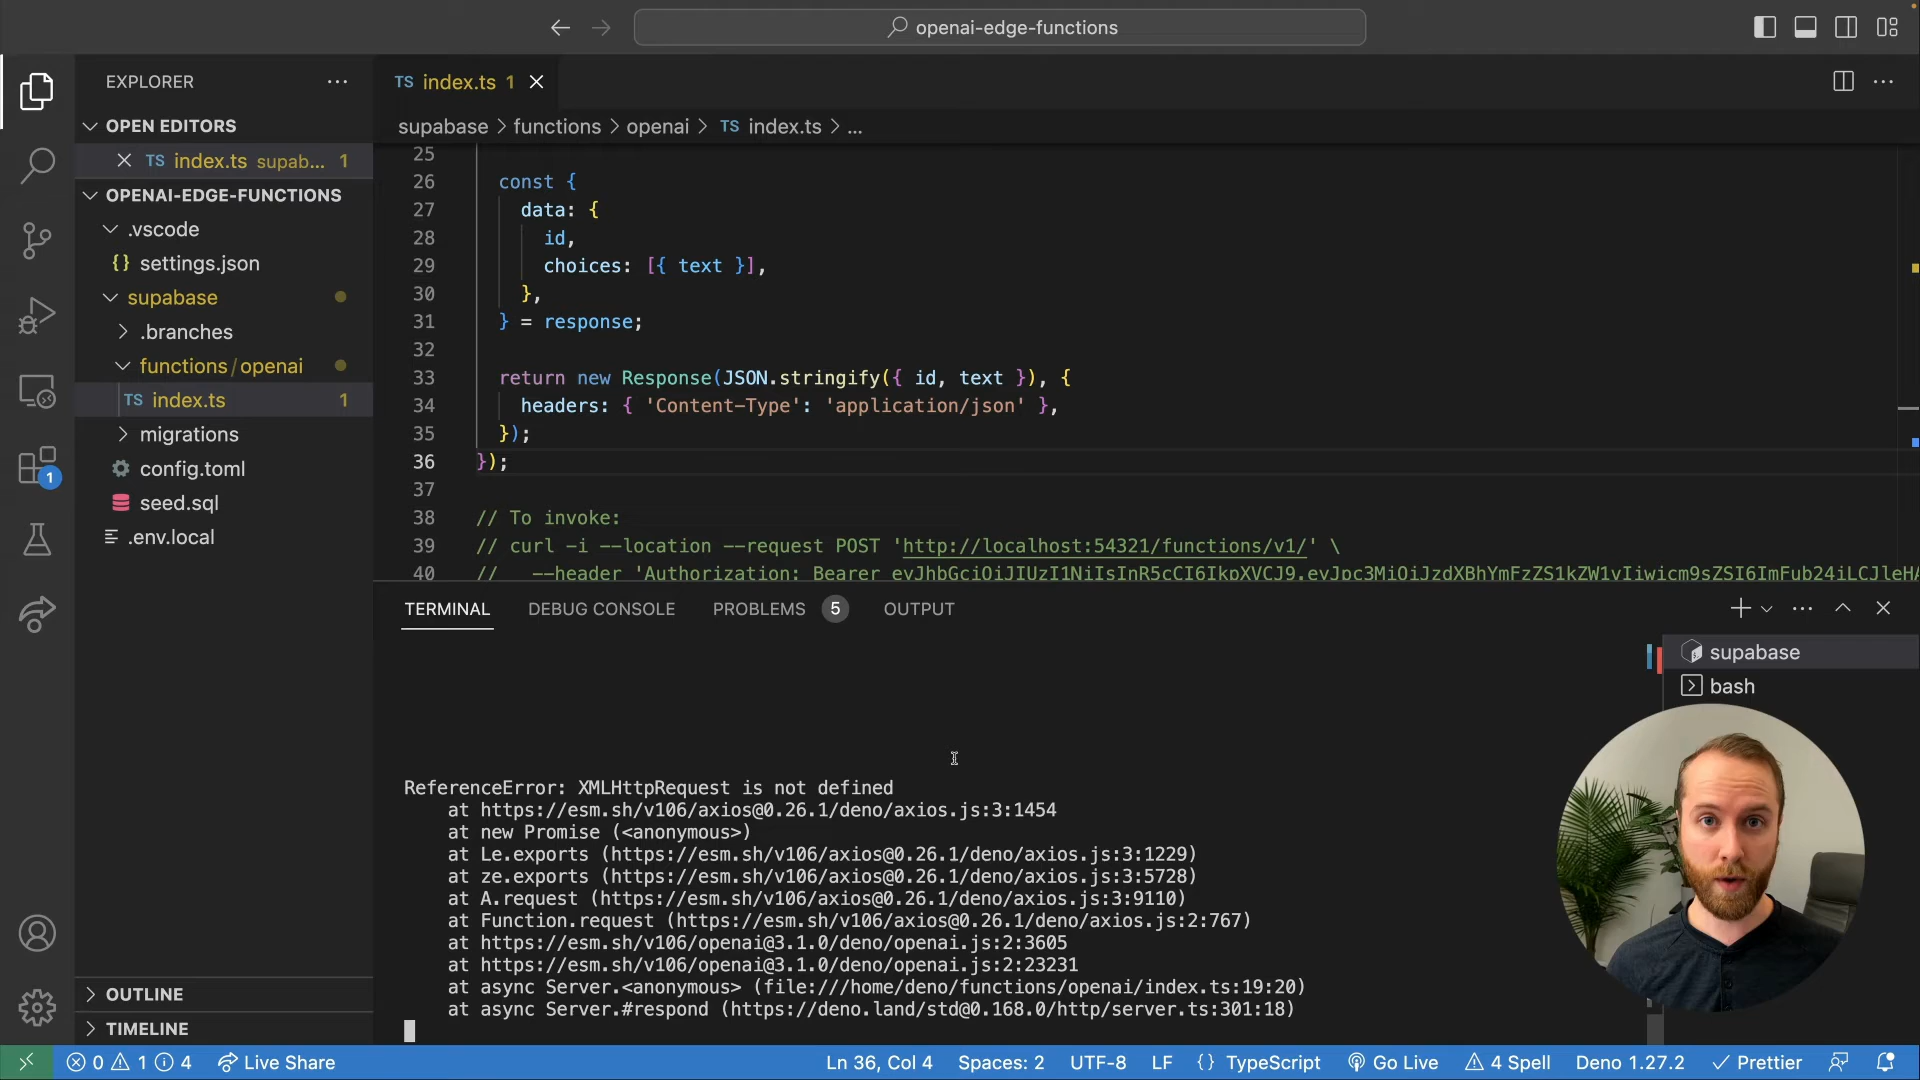 openai-edge-functions
EXPLORER
TS index.ts 1
OPEN EDITORS
TS index.ts supab... 1
OPENAI-EDGE-FUNCTIONS
.vscode
{} settings.json
supabase
.branches
functions/openai
TS index.ts 1
migrations
config.toml
seed.sql
.env.local
OUTLINE
TIMELINE
1
supabase > functions > openai > TS index.ts > ...
25
26 const {
27 data: {
28 id,
29 choices: [{ text }],
30 },
31 } = response;
32
33 return new Response(JSON.stringify({ id, text }), {
34 headers: { 'Content-Type': 'application/json' },
35 });
36 });
37
38 // To invoke:
39 // curl -i --location --request POST 'http://localhost:54321/functions/v1/' \
40 // --header 'Authorization: Bearer
TERMINAL DEBUG CONSOLE PROBLEMS 5 OUTPUT
supabase
bash
ReferenceError: XMLHttpRequest is not defined
at https://esm.sh/v106/axios@0.26.1/deno/axios.js:3:1454
at new Promise (<anonymous>)
at Le.exports (https://esm.sh/v106/axios@0.26.1/deno/axios.js:3:1229)
at ze.exports (https://esm.sh/v106/axios@0.26.1/deno/axios.js:3:5728)
at A.request (https://esm.sh/v106/axios@0.26.1/deno/axios.js:3:9110)
at Function.request (https://esm.sh/v106/axios@0.26.1/deno/axios.js:2:767)
at https://esm.sh/v106/openai@3.1.0/deno/openai.js:2:3605
at https://esm.sh/v106/openai@3.1.0/deno/openai.js:2:23231
at async Server.<anonymous> (file:///home/deno/functions/openai/index.ts:19:20)
at async Server.#respond (https://deno.land/std@0.168.0/http/server.ts:301:18)
0 1 4 Live Share Ln 36, Col 4 Spaces: 2 UTF-8 LF {} TypeScript Go Live 4 Spell Deno 1.27.2 Prettier